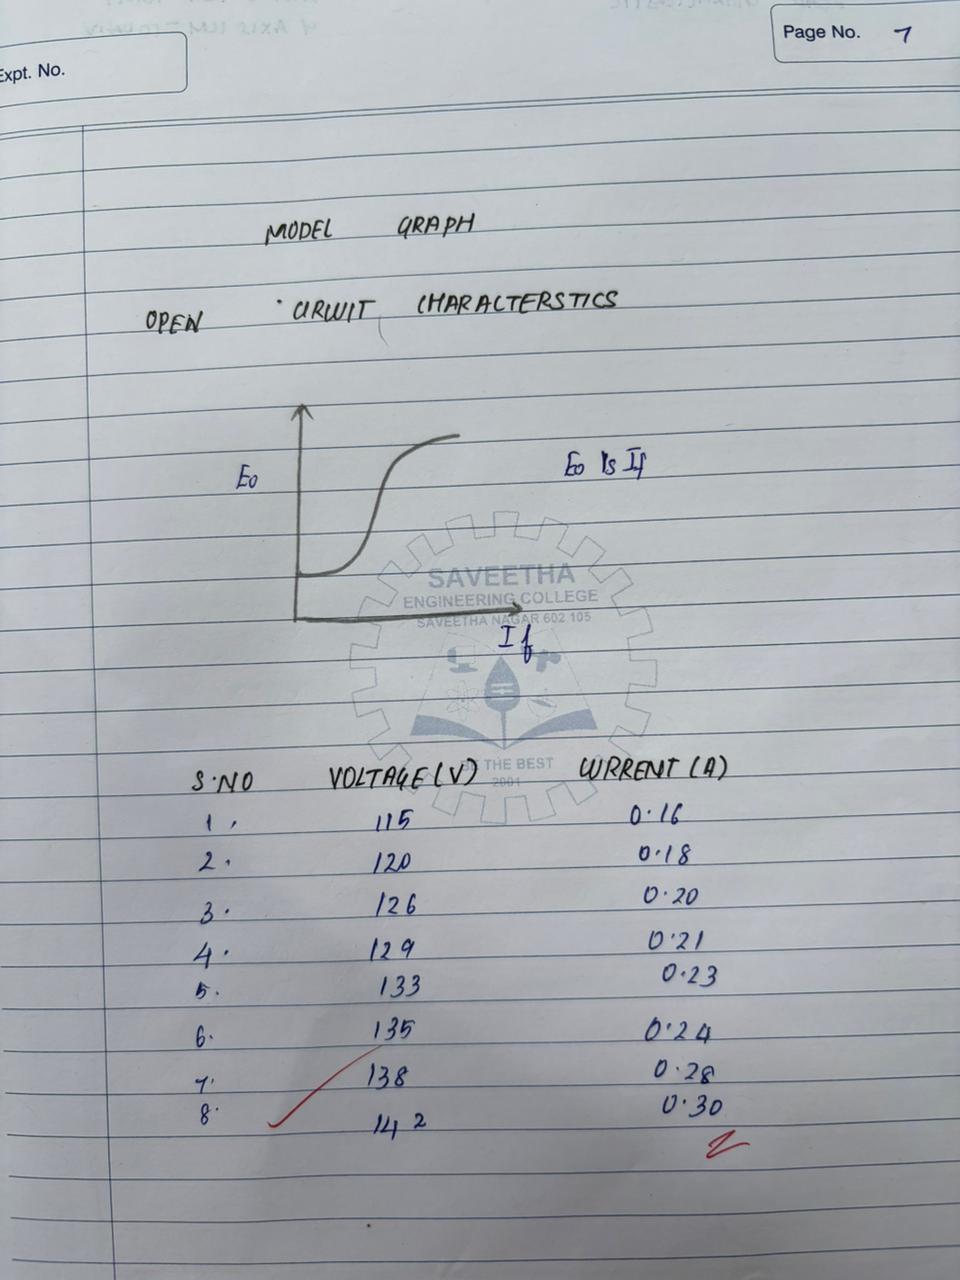 Expt. No.
Page No. 7
MODEL GRAPH
OPEN CIRCUIT CHARACTERSTICS
Eo
Eo Vs If
SAVEETHA
ENGINEERING COLLEGE
SAVEETHA NAGAR 602 105
If
BE THE BEST
2001
S.NO VOLTAGE (V) CURRENT (A)
1. 115 0.16
2. 120 0.18
3. 126 0.20
4. 129 0.21
5. 133 0.23
6. 135 0.24
7. 138 0.28
8. 142 0.30